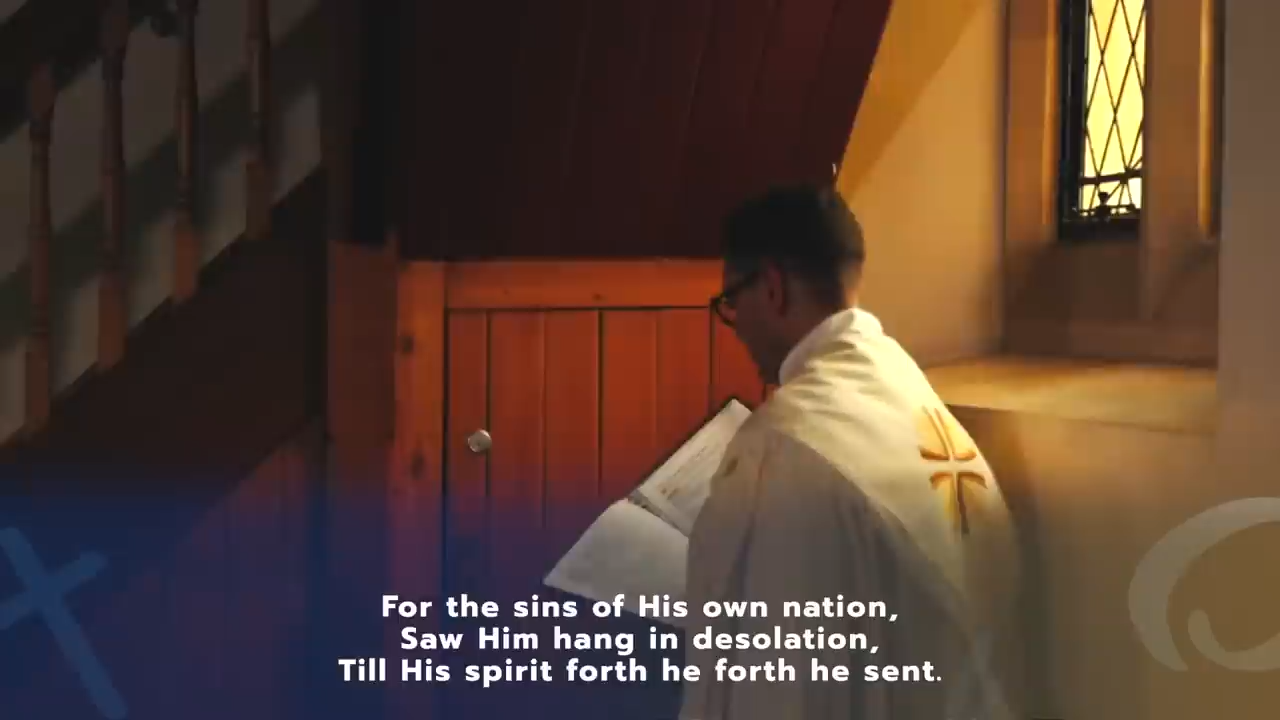 For the sins of His own nation,
Saw Him hang in desolation,
Till His spirit forth he forth he sent.